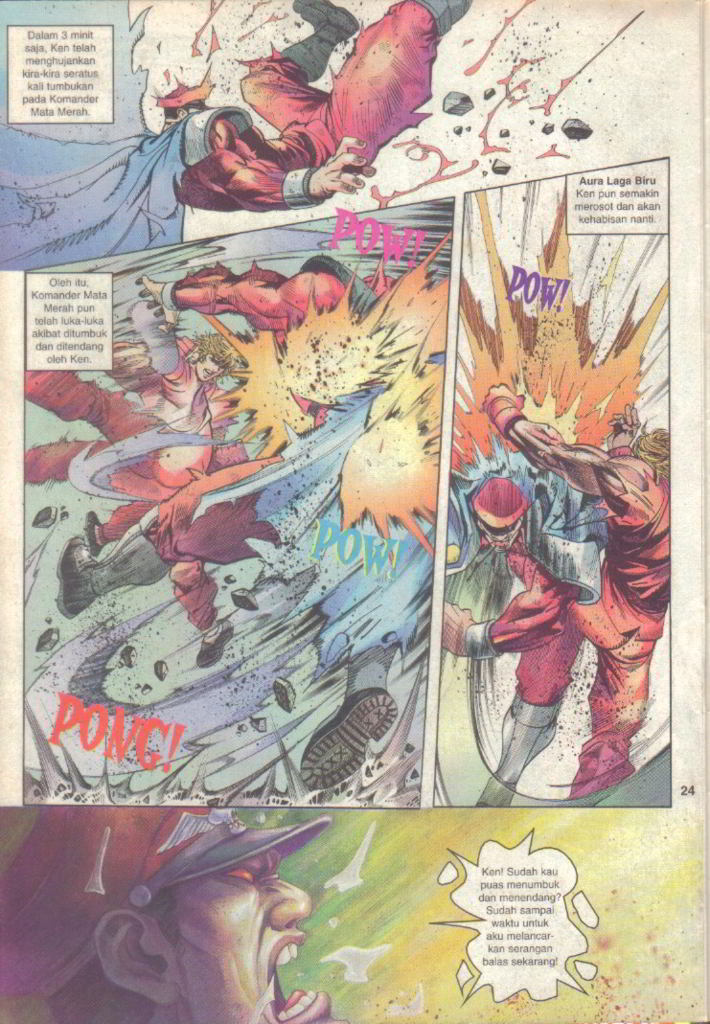 Dalam 3 minit
saja, Ken telah
menghujankan
kira-kira seratus
kali tumbukan
pada Komander
Mata Merah.
Aura Laga Biru
Ken pun semakin
merosot dan akan
kehabisan nanti.
Oleh itu,
Komander Mata
Merah pun
telah luka-luka
akibat ditumbuk
dan ditendang
oleh Ken.
POW!
POW!
POW!
PONG!
24
Ken! Sudah kau
puas menumbuk
dan menendang?
Sudah sampai
waktu untuk
aku melancar-
kan serangan
balas sekarang!